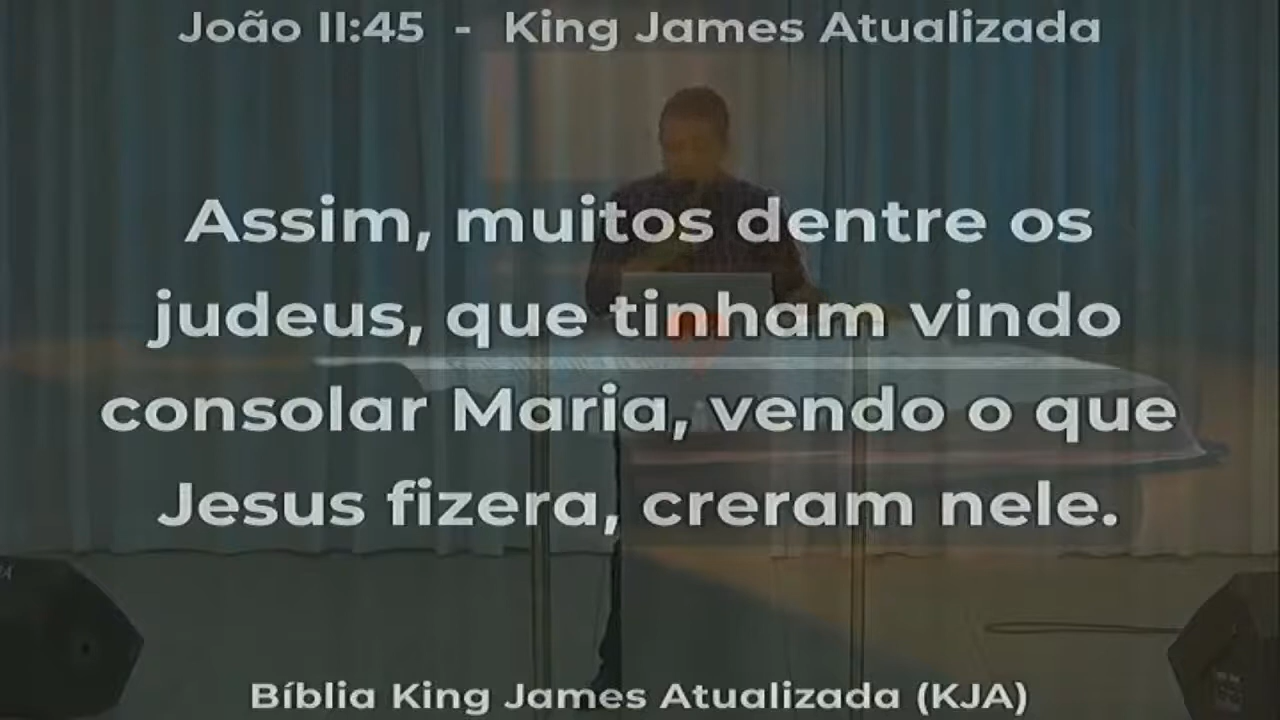 João 11:45 - King James Atualizada
Assim, muitos dentre os
judeus, que tinham vindo
consolar Maria, vendo o que
Jesus fizera, creram nele.
Bíblia King James Atualizada (KJA)